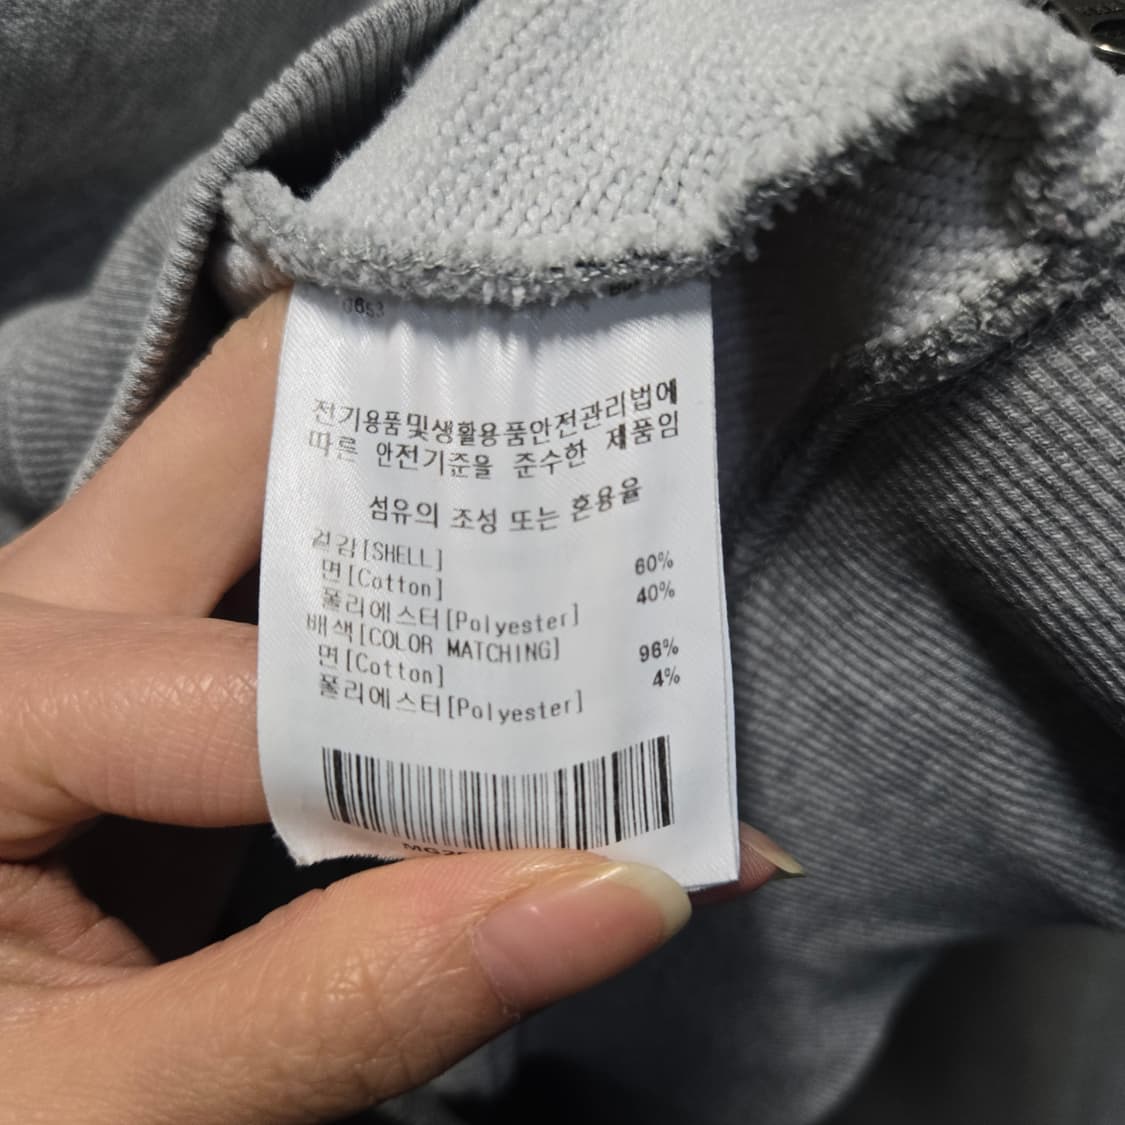 전기용품및생활용품안전관리법에
따른 안전기준을 준수한 제품임
섬유의 조성 또는 혼용율
겉감[SHELL]
면[Cotton] 60%
폴리에스터[Polyester] 40%
배색[COLOR MATCHING]
면[Cotton] 96%
폴리에스터[Polyester] 4%